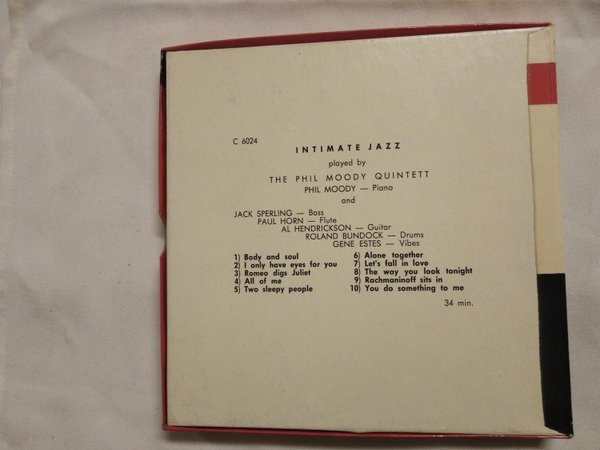 C 6024
INTIMATE JAZZ
played by
THE PHIL MOODY QUINTETT
PHIL MOODY — Piano
and
JACK SPERLING — Bass
PAUL HORN — Flute
AL HENDRICKSON — Guitar
ROLAND BUNDOCK — Drums
GENE ESTES — Vibes
1) Body and soul
2) I only have eyes for you
3) Romeo digs Juliet
4) All of me
5) Two sleepy people
6) Alone together
7) Let's fall in love
8) The way you look tonight
9) Rachmaninoff sits in
10) You do something to me
34 min.